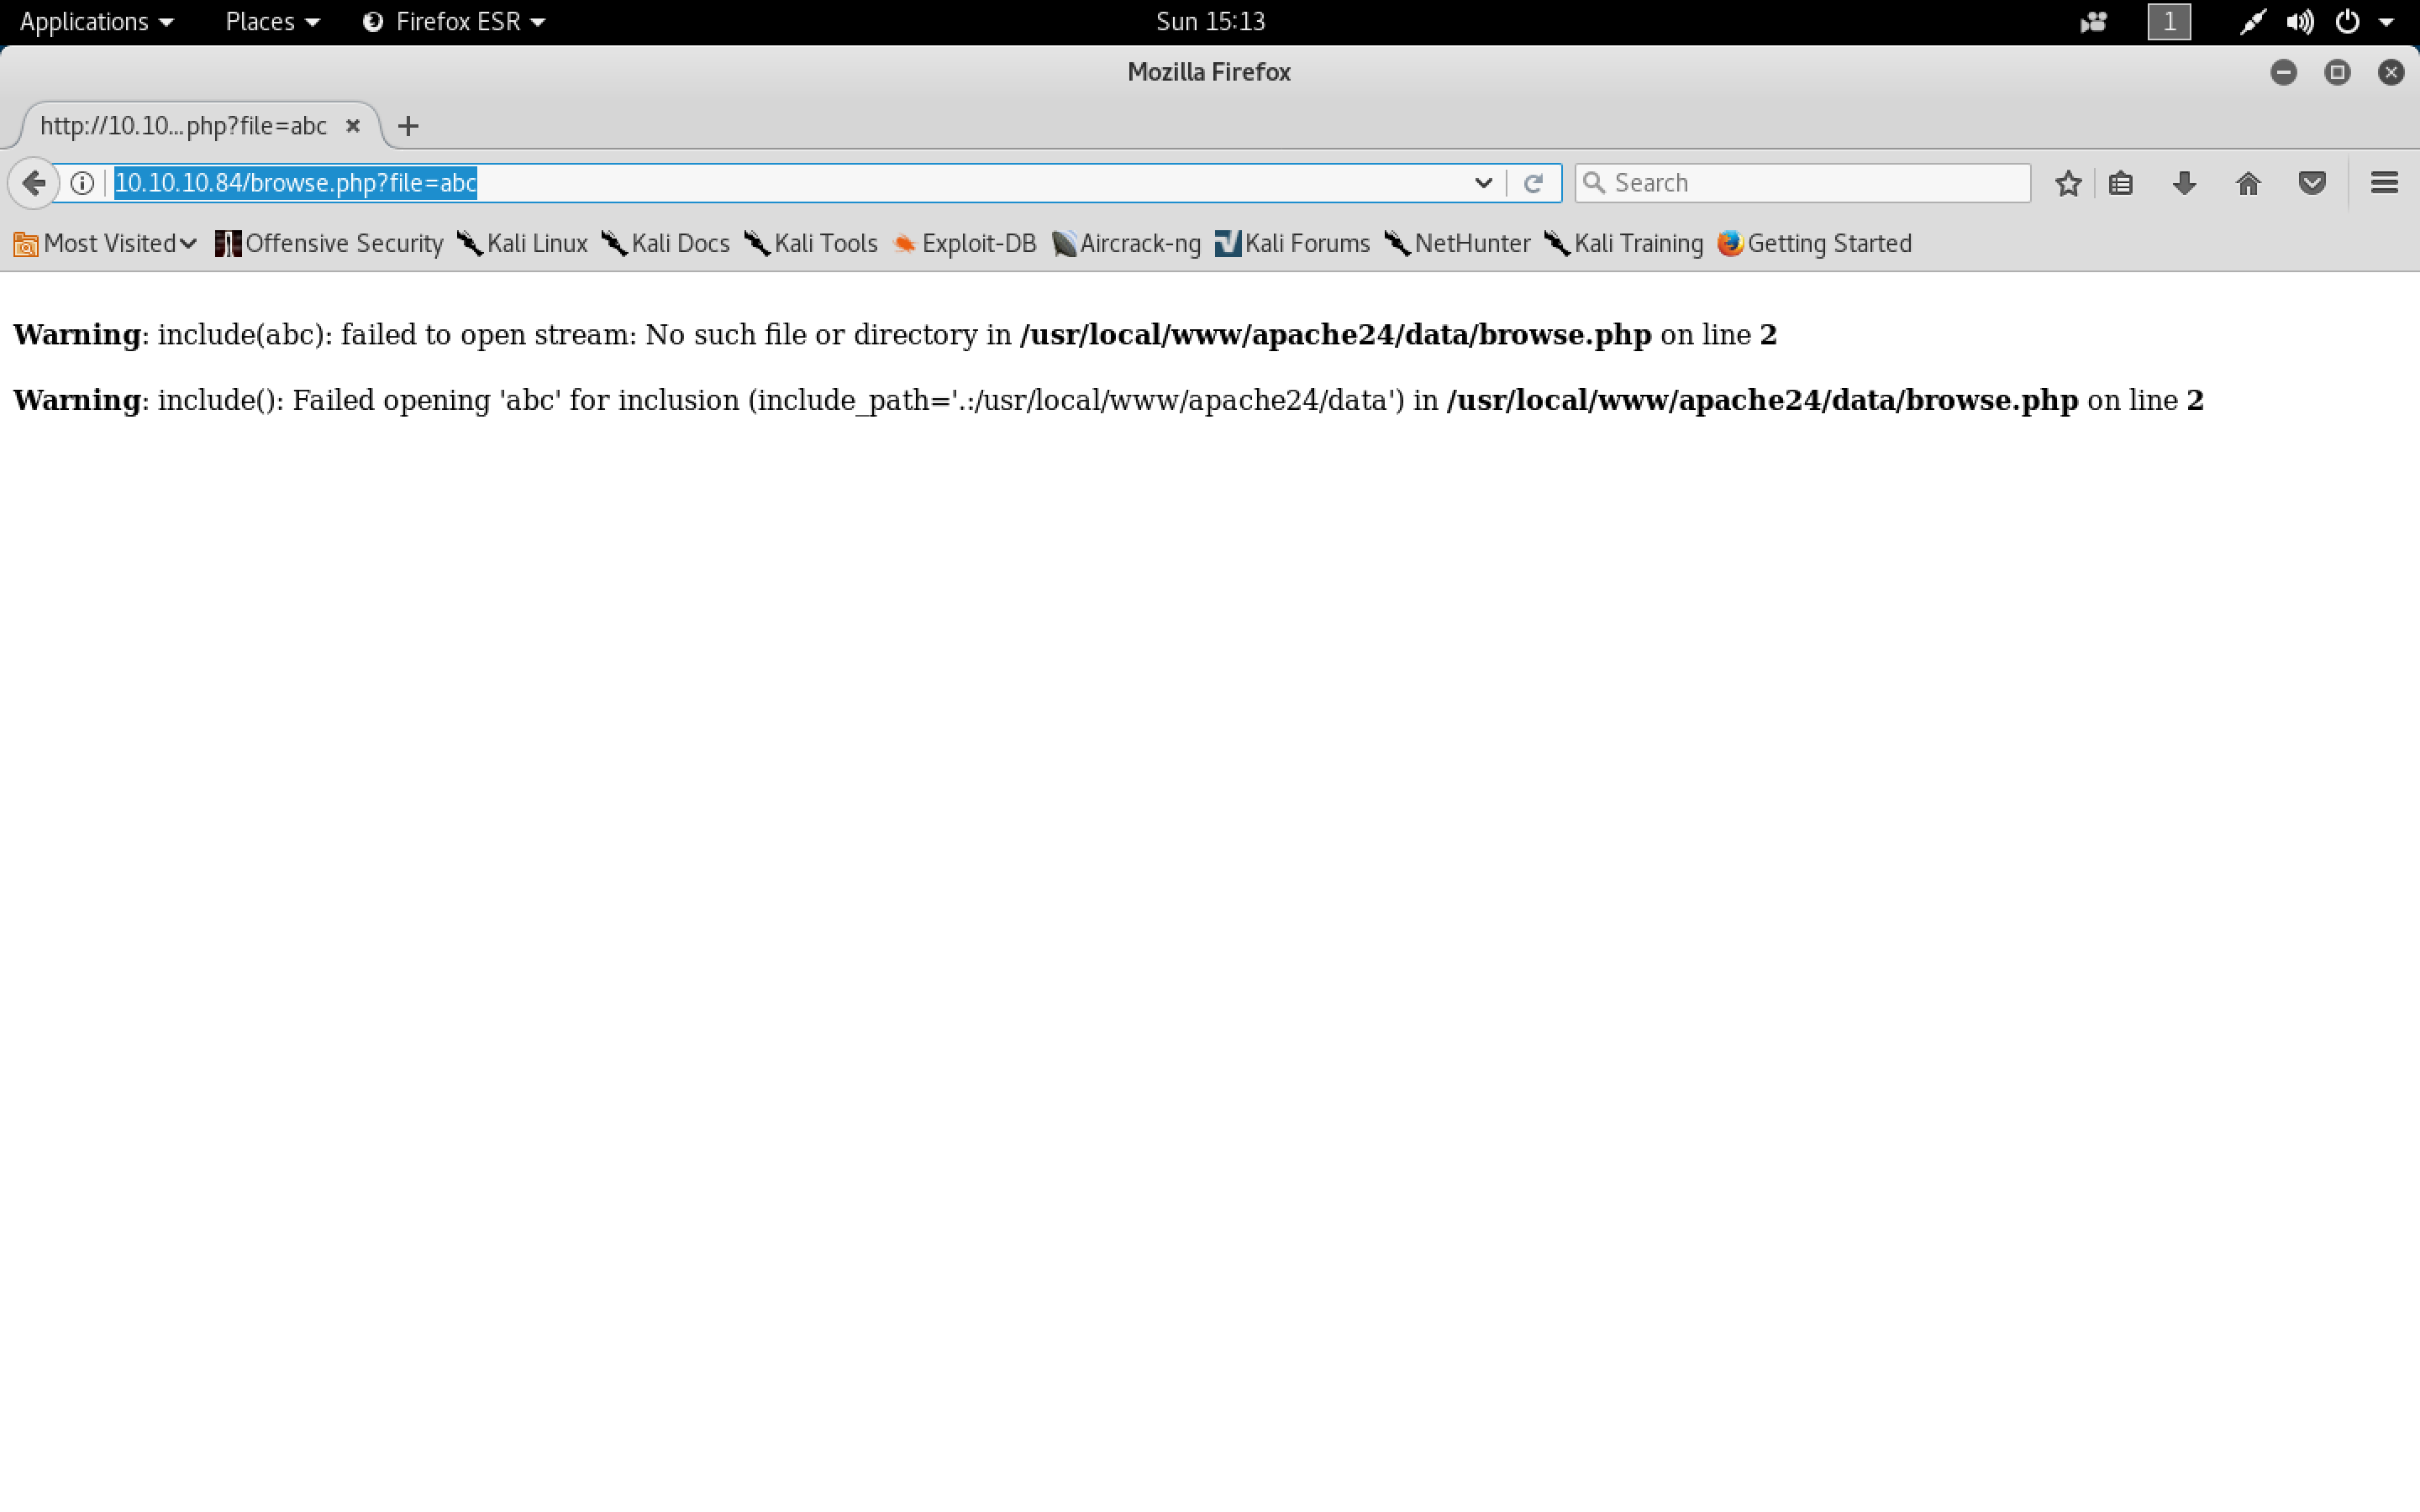 Applications Places Firefox ESR Sun 15:13 1
Mozilla Firefox
http://10.10...php?file=abc
10.10.10.84/browse.php?file=abc Search
Most Visited Offensive Security Kali Linux Kali Docs Kali Tools Exploit-DB Aircrack-ng Kali Forums NetHunter Kali Training Getting Started
Warning: include(abc): failed to open stream: No such file or directory in /usr/local/www/apache24/data/browse.php on line 2
Warning: include(): Failed opening 'abc' for inclusion (include_path='.:/usr/local/www/apache24/data') in /usr/local/www/apache24/data/browse.php on line 2